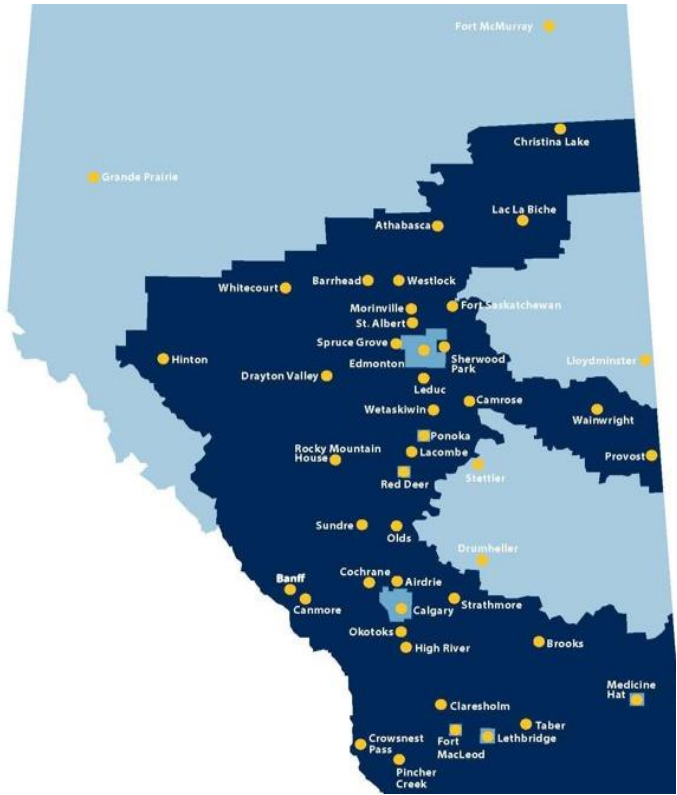 Fort McMurray
Christina Lake
Grande Prairie
Lac La Biche
Athabasca
Whitecourt
Barrhead
Westlock
Morinville
Fort Saskatchewan
St. Albert
Spruce Grove
Edmonton
Sherwood
Park
Hinton
Lloydminster
Drayton Valley
Leduc
Camrose
Wetaskiwin
Wainwright
Ponoka
Rocky Mountain
House
Lacombe
Provost
Red Deer
Stettler
Sundre
Olds
Drumheller
Cochrane
Airdrie
Banff
Canmore
Calgary
Strathmore
Okotoks
High River
Brooks
Medicine
Hat
Claresholm
Taber
Crowsnest
Pass
Fort
MacLeod
Lethbridge
Pincher
Creek